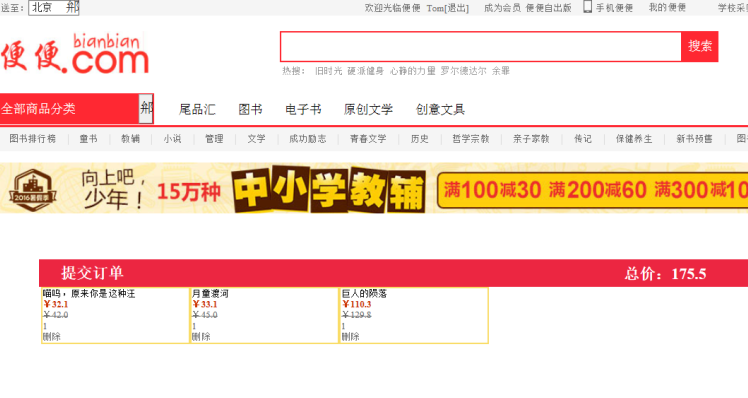 送至： 北京 欢迎光临便便 Tom[退出] 成为会员 便便自出版 手机便便 我的便便 学校采
便便 bianbian .com
搜索
热搜： 旧时光 硬派健身 心静的力量 罗尔德达尔 余罪
全部商品分类 尾品汇 图书 电子书 原创文学 创意文具
图书排行榜 童书 教辅 小说 管理 文学 成功励志 青春文学 历史 哲学宗教 亲子家教 传记 保健养生 新书预售
2016暑假季 向上吧，少年！ 15万种 中小学教辅 满100减30 满200减60 满300减10
提交订单 总价：175.5
喵呜，原来你是这种汪 月童渡河 巨人的陨落
￥32.1 ￥33.1 ￥110.3
￥42.0 ￥45.0 ￥129.8
1 1 1
删除 删除 删除